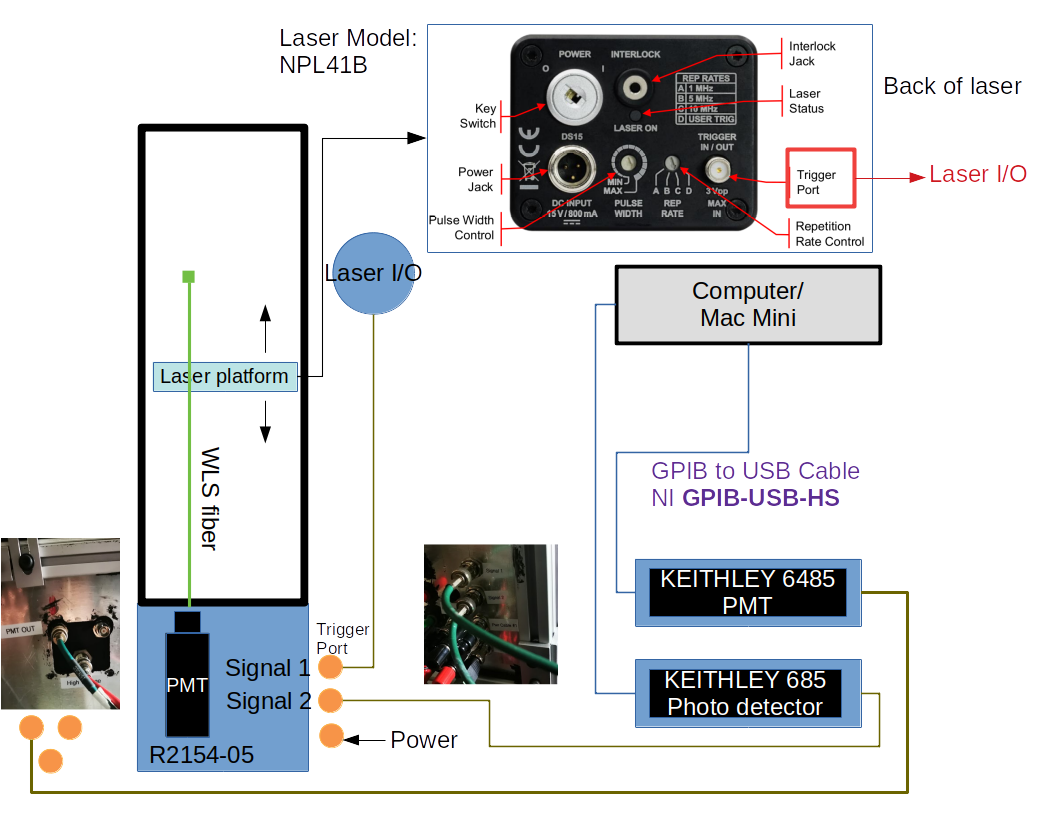 Laser Model:
NPL41B
Back of laser
POWER
INTERLOCK
O
I
REP RATES
A 1 MHz
B 5 MHz
C 10 MHz
D USER TRIG
LASER ON
TRIGGER
IN / OUT
DS15
MIN
MAX
A B C D
3 Vpp
DC INPUT
15 V / 800 mA
PULSE
WIDTH
REP
RATE
MAX
IN
Interlock
Jack
Laser
Status
Key
Switch
Power
Jack
Pulse Width
Control
Trigger
Port
Repetition
Rate Control
Laser I/O
Laser I/O
Computer/
Mac Mini
Laser platform
WLS fiber
GPIB to USB Cable
NI GPIB-USB-HS
KEITHLEY 6485
PMT
KEITHLEY 685
Photo detector
PMT OUT
High
Signal 1
Trigger
Port
Signal 1
Signal 2
Power
PMT
R2154-05